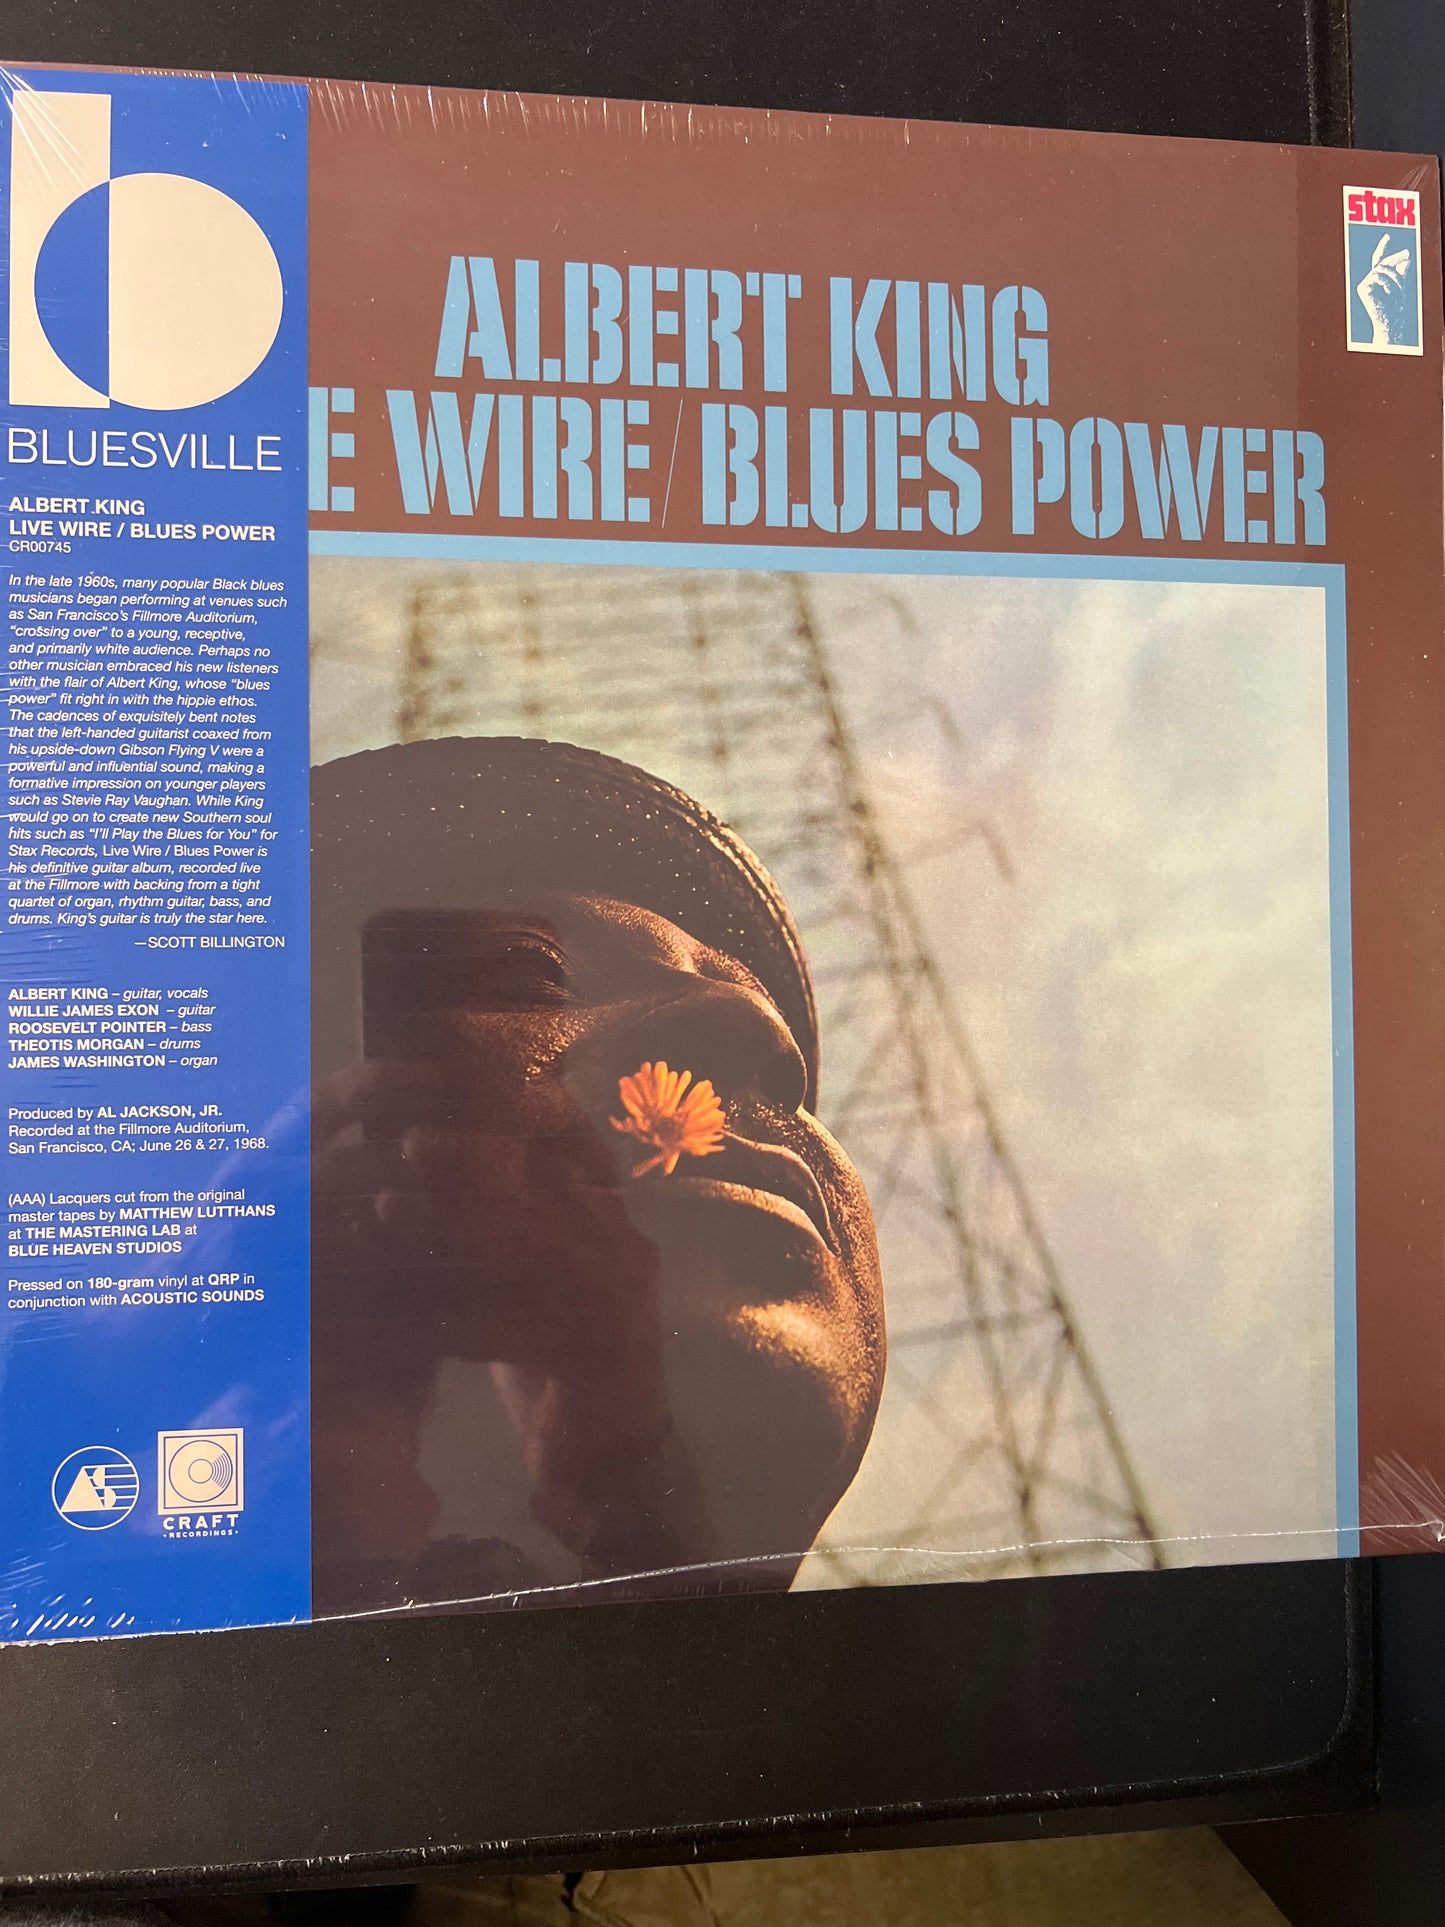 BLUESVILLE
ALBERT KING
LIVE WIRE / BLUES POWER
CR00745
In the late 1960s, many popular Black blues
musicians began performing at venues such
as San Francisco's Fillmore Auditorium,
"crossing over" to a young, receptive,
and primarily white audience. Perhaps no
other musician embraced his new listeners
with the flair of Albert King, whose "blues
power" fit right in with the hippie ethos.
The cadences of exquisitely bent notes
that the left-handed guitarist coaxed from
his upside-down Gibson Flying V were a
powerful and influential sound, making a
formative impression on younger players
such as Stevie Ray Vaughan. While King
would go on to create new Southern soul
hits such as "I'll Play the Blues for You" for
Stax Records, Live Wire / Blues Power is
his definitive guitar album, recorded live
at the Fillmore with backing from a tight
quartet of organ, rhythm guitar, bass, and
drums. King's guitar is truly the star here.
—SCOTT BILLINGTON
ALBERT KING – guitar, vocals
WILLIE JAMES EXON – guitar
ROOSEVELT POINTER – bass
THEOTIS MORGAN – drums
JAMES WASHINGTON – organ
Produced by AL JACKSON, JR.
Recorded at the Fillmore Auditorium,
San Francisco, CA; June 26 & 27, 1968.
(AAA) Lacquers cut from the original
master tapes by MATTHEW LUTTHANS
at THE MASTERING LAB at
BLUE HEAVEN STUDIOS
Pressed on 180-gram vinyl at QRP in
conjunction with ACOUSTIC SOUNDS
AS
CRAFT
RECORDINGS
ALBERT KING
E WIRE/BLUES POWER
stax